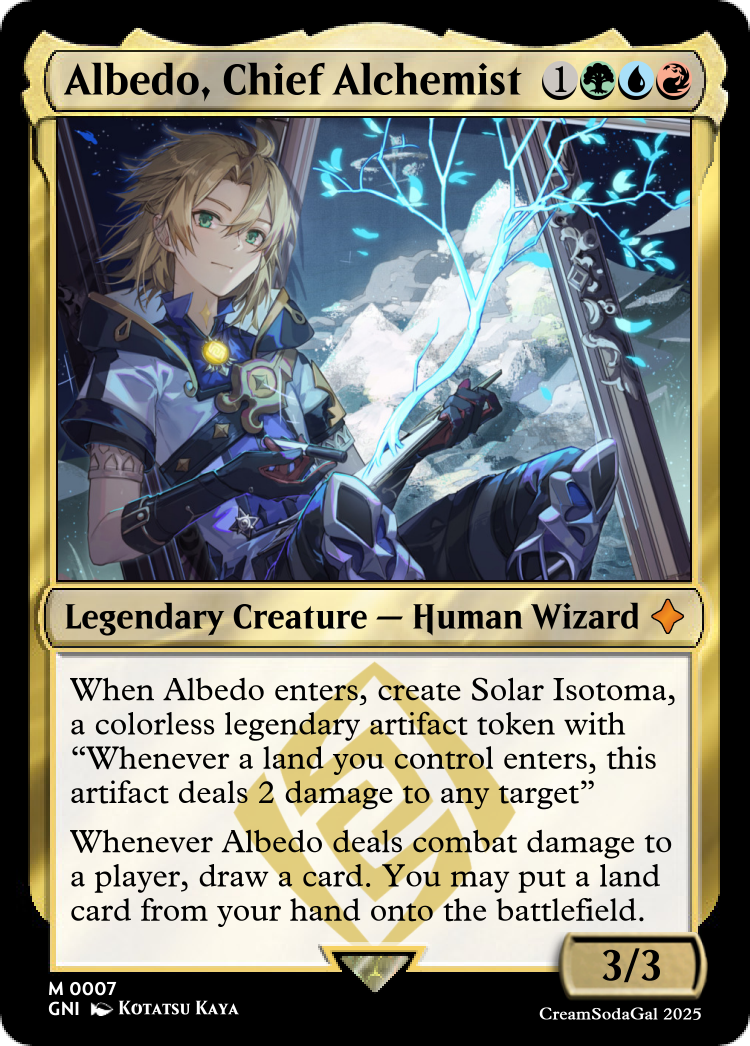 Albedo, Chief Alchemist 1
Legendary Creature — Human Wizard
When Albedo enters, create Solar Isotoma,
a colorless legendary artifact token with
“Whenever a land you control enters, this
artifact deals 2 damage to any target”
Whenever Albedo deals combat damage to
a player, draw a card. You may put a land
card from your hand onto the battlefield.
3/3
M 0007
GNI Kotatsu Kaya
CreamSodaGal 2025